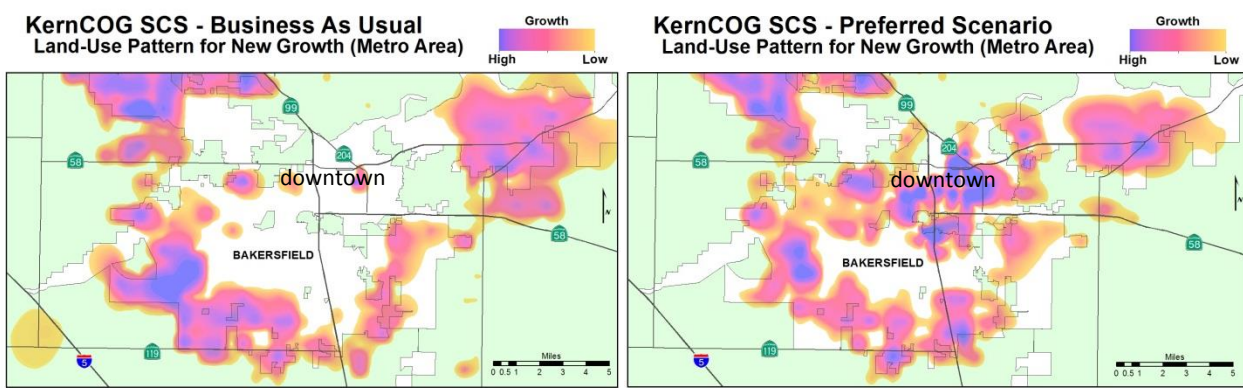 KernCOG SCS - Business As Usual
Land-Use Pattern for New Growth (Metro Area)
Growth
High Low
99
58
204
downtown
58
BAKERSFIELD
119
5
Miles
0 0.5 1 2 3 4 5
N
KernCOG SCS - Preferred Scenario
Land-Use Pattern for New Growth (Metro Area)
Growth
High Low
99
58
204
downtown
58
BAKERSFIELD
119
5
Miles
0 0.5 1 2 3 4 5
N